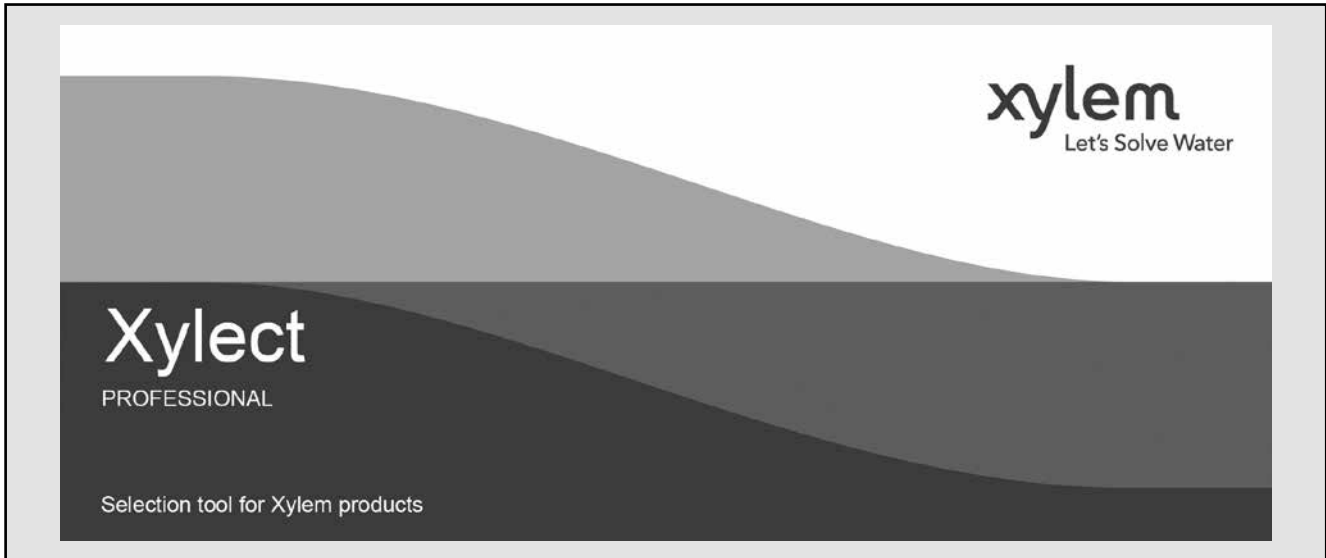 xylem
Let's Solve Water
Xylect
PROFESSIONAL
Selection tool for Xylem products